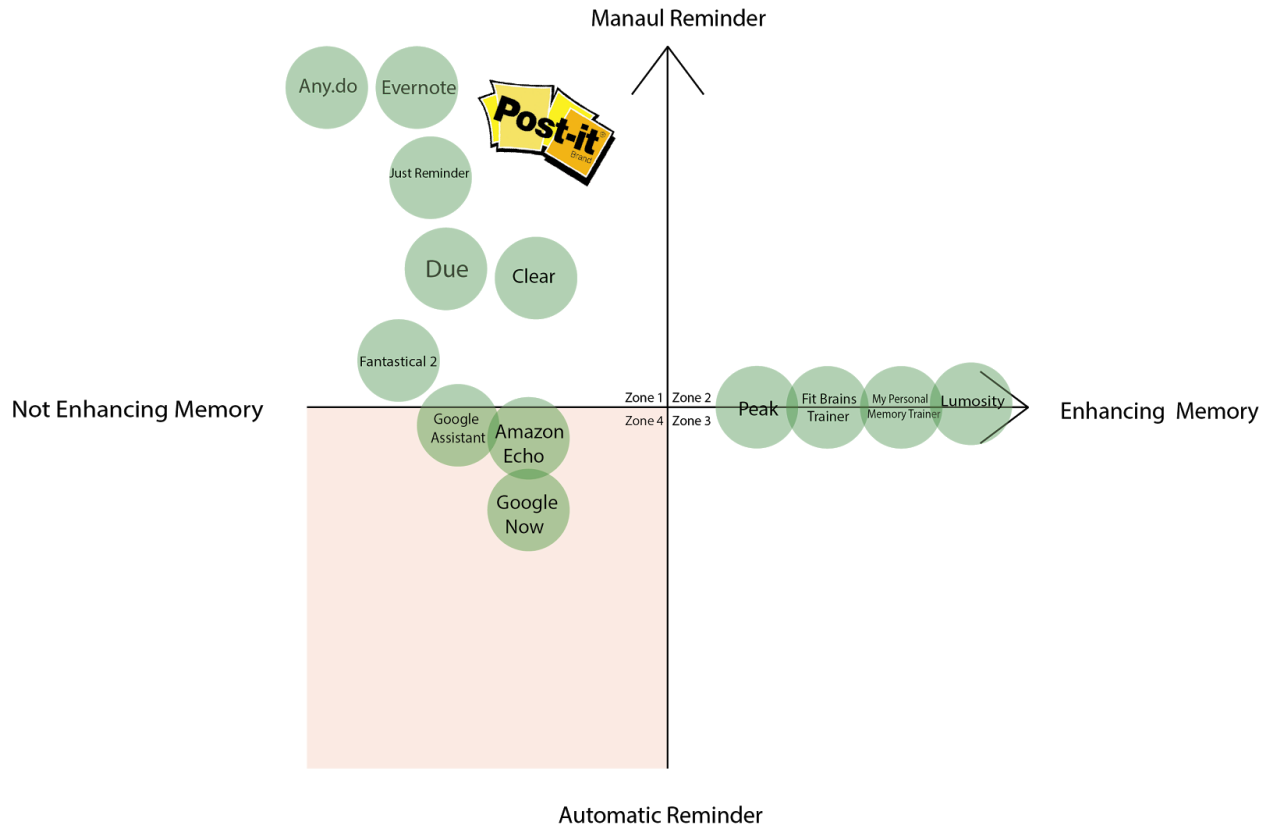 Manaul Reminder
Any.do
Evernote
Post-it®
Brand
Just Reminder
Due
Clear
Fantastical 2
Zone 1
Zone 2
Not Enhancing Memory
Enhancing Memory
Zone 4
Zone 3
Google
Assistant
Amazon
Echo
Google
Now
Peak
Fit Brains
Trainer
My Personal
Memory Trainer
Lumosity
Automatic Reminder